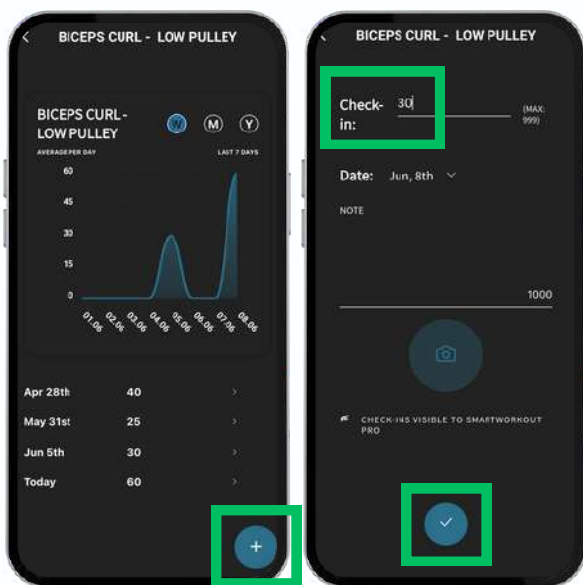 BICEPS CURL - LOW PULLEY
BICEPS CURL-
LOW PULLEY
W M Y
AVERAGE PER DAY LAST 7 DAYS
60
45
30
15
0
01.06 02.06 03.06 04.06 05.06 06.06 07.06 08.06
Apr 28th 40
May 31st 25
Jun 5th 30
Today 60
+
BICEPS CURL - LOW PULLEY
Check-
in: 30 (MAX:
999)
Date: Jun, 8th
NOTE
1000
CHECK-INS VISIBLE TO SMARTWORKOUT
PRO